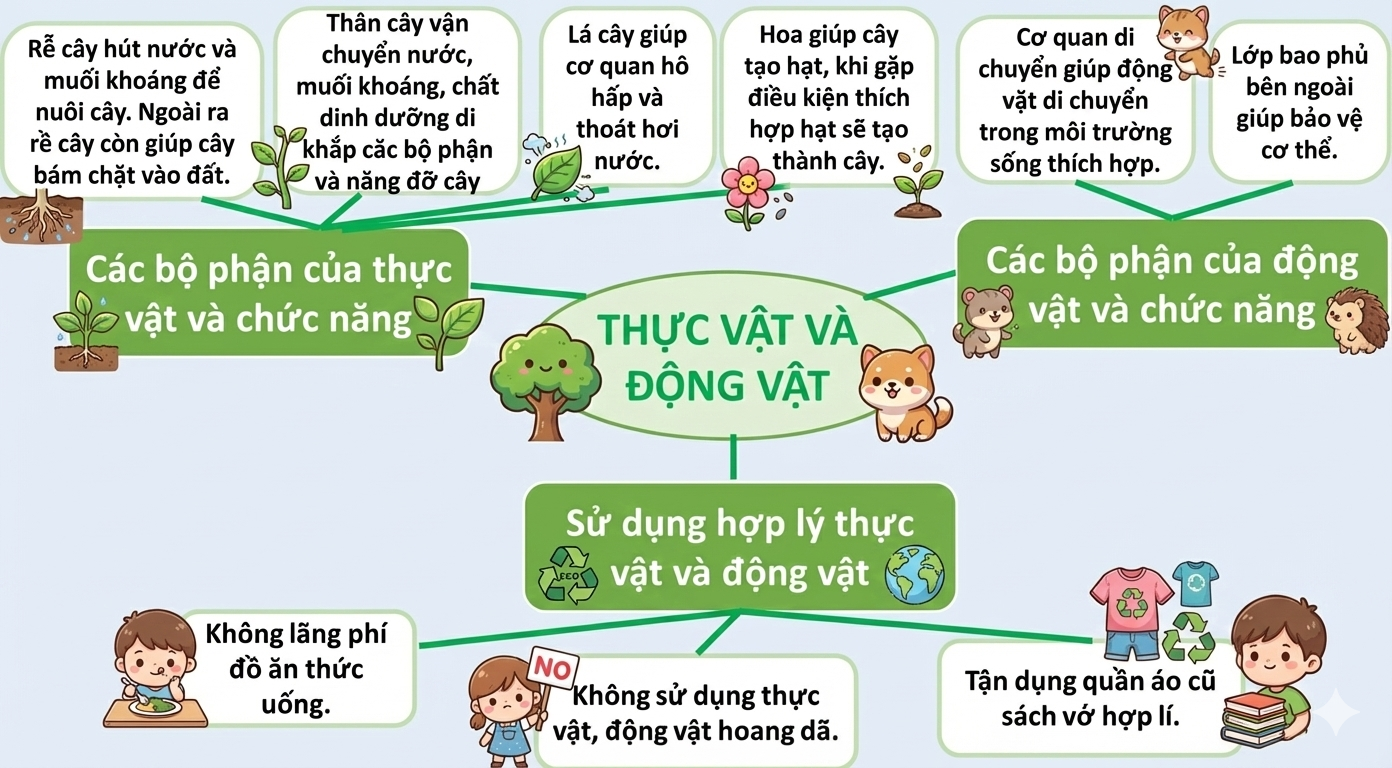 Rễ cây hút nước và
muối khoáng để
nuôi cây. Ngoài ra
rề cây còn giúp cây
bám chặt vào đất.
Thân cây vận
chuyển nước,
muối khoáng, chất
dinh dưỡng di
khắp các bộ phận
và năng đỡ cây
Lá cây giúp
cơ quan hô
hấp và
thoát hơi
nước.
Hoa giúp cây
tạo hạt, khi gặp
điều kiện thích
hợp hạt sẽ tạo
thành cây.
Cơ quan di
chuyển giúp động
vặt di chuyển
trong môi trường
sống thích hợp.
Lớp bao phủ
bên ngoài
giúp bảo vệ
cơ thể.
Các bộ phận của thực
vật và chức năng
Các bộ phận của động
vật và chức năng
THỰC VẬT VÀ
ĐỘNG VẬT
Sử dụng hợp lý thực
vật và động vật
Không lãng phí
đồ ăn thức
uống.
NO
Không sử dụng thực
vật, động vật hoang dã.
Tận dụng quần áo cũ
sách vớ hợp lí.